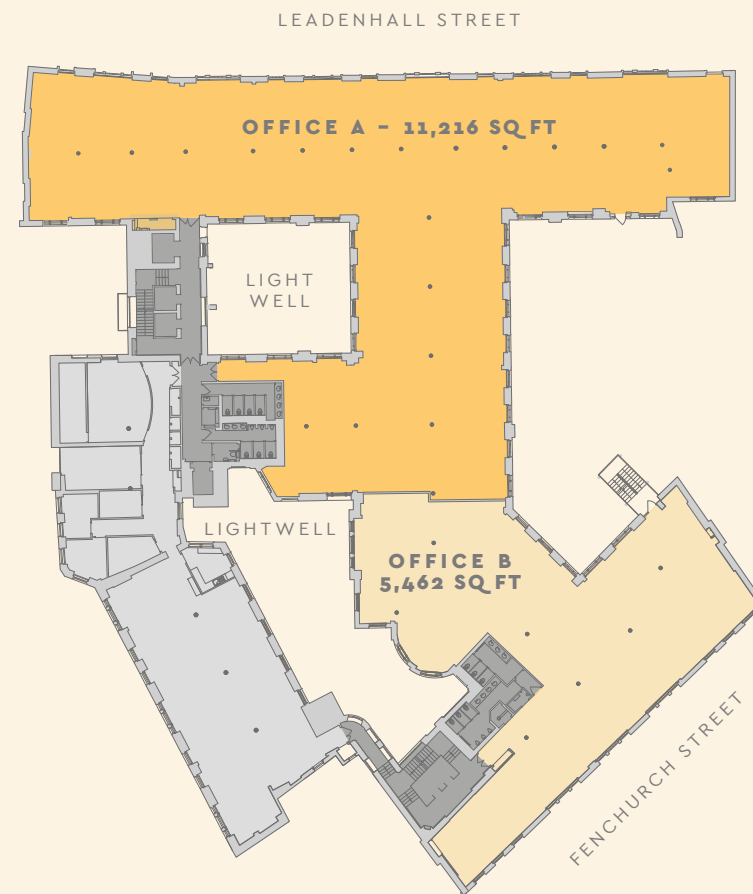 LEADENHALL STREET
OFFICE A – 11,216 SQ FT
LIGHT
WELL
LIGHTWELL
OFFICE B
5,462 SQ FT
FENCHURCH STREET